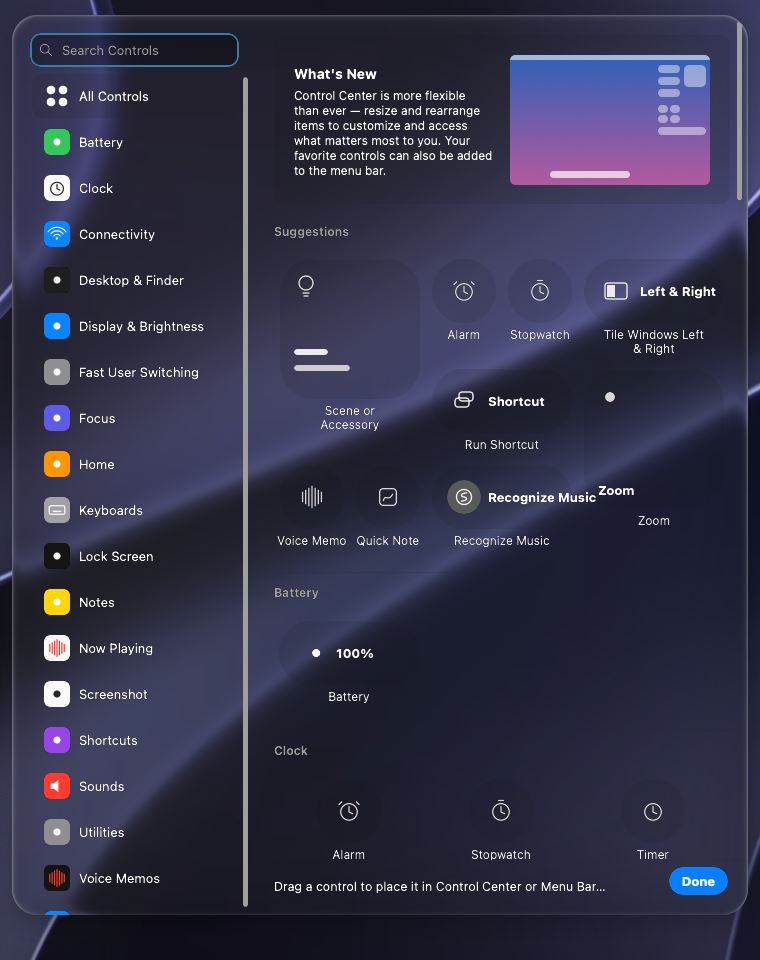 Search Controls
All Controls
Battery
Clock
Connectivity
Desktop & Finder
Display & Brightness
Fast User Switching
Focus
Home
Keyboards
Lock Screen
Notes
Now Playing
Screenshot
Shortcuts
Sounds
Utilities
Voice Memos
What's New
Control Center is more flexible
than ever — resize and rearrange
items to customize and access
what matters most to you. Your
favorite controls can also be added
to the menu bar.
Suggestions
Scene or
Accessory
Alarm
Stopwatch
Left & Right
Tile Windows Left
& Right
Shortcut
Run Shortcut
Voice Memo
Quick Note
Recognize Music
Recognize Music
Zoom
Zoom
Battery
100%
Battery
Clock
Alarm
Stopwatch
Timer
Drag a control to place it in Control Center or Menu Bar...
Done